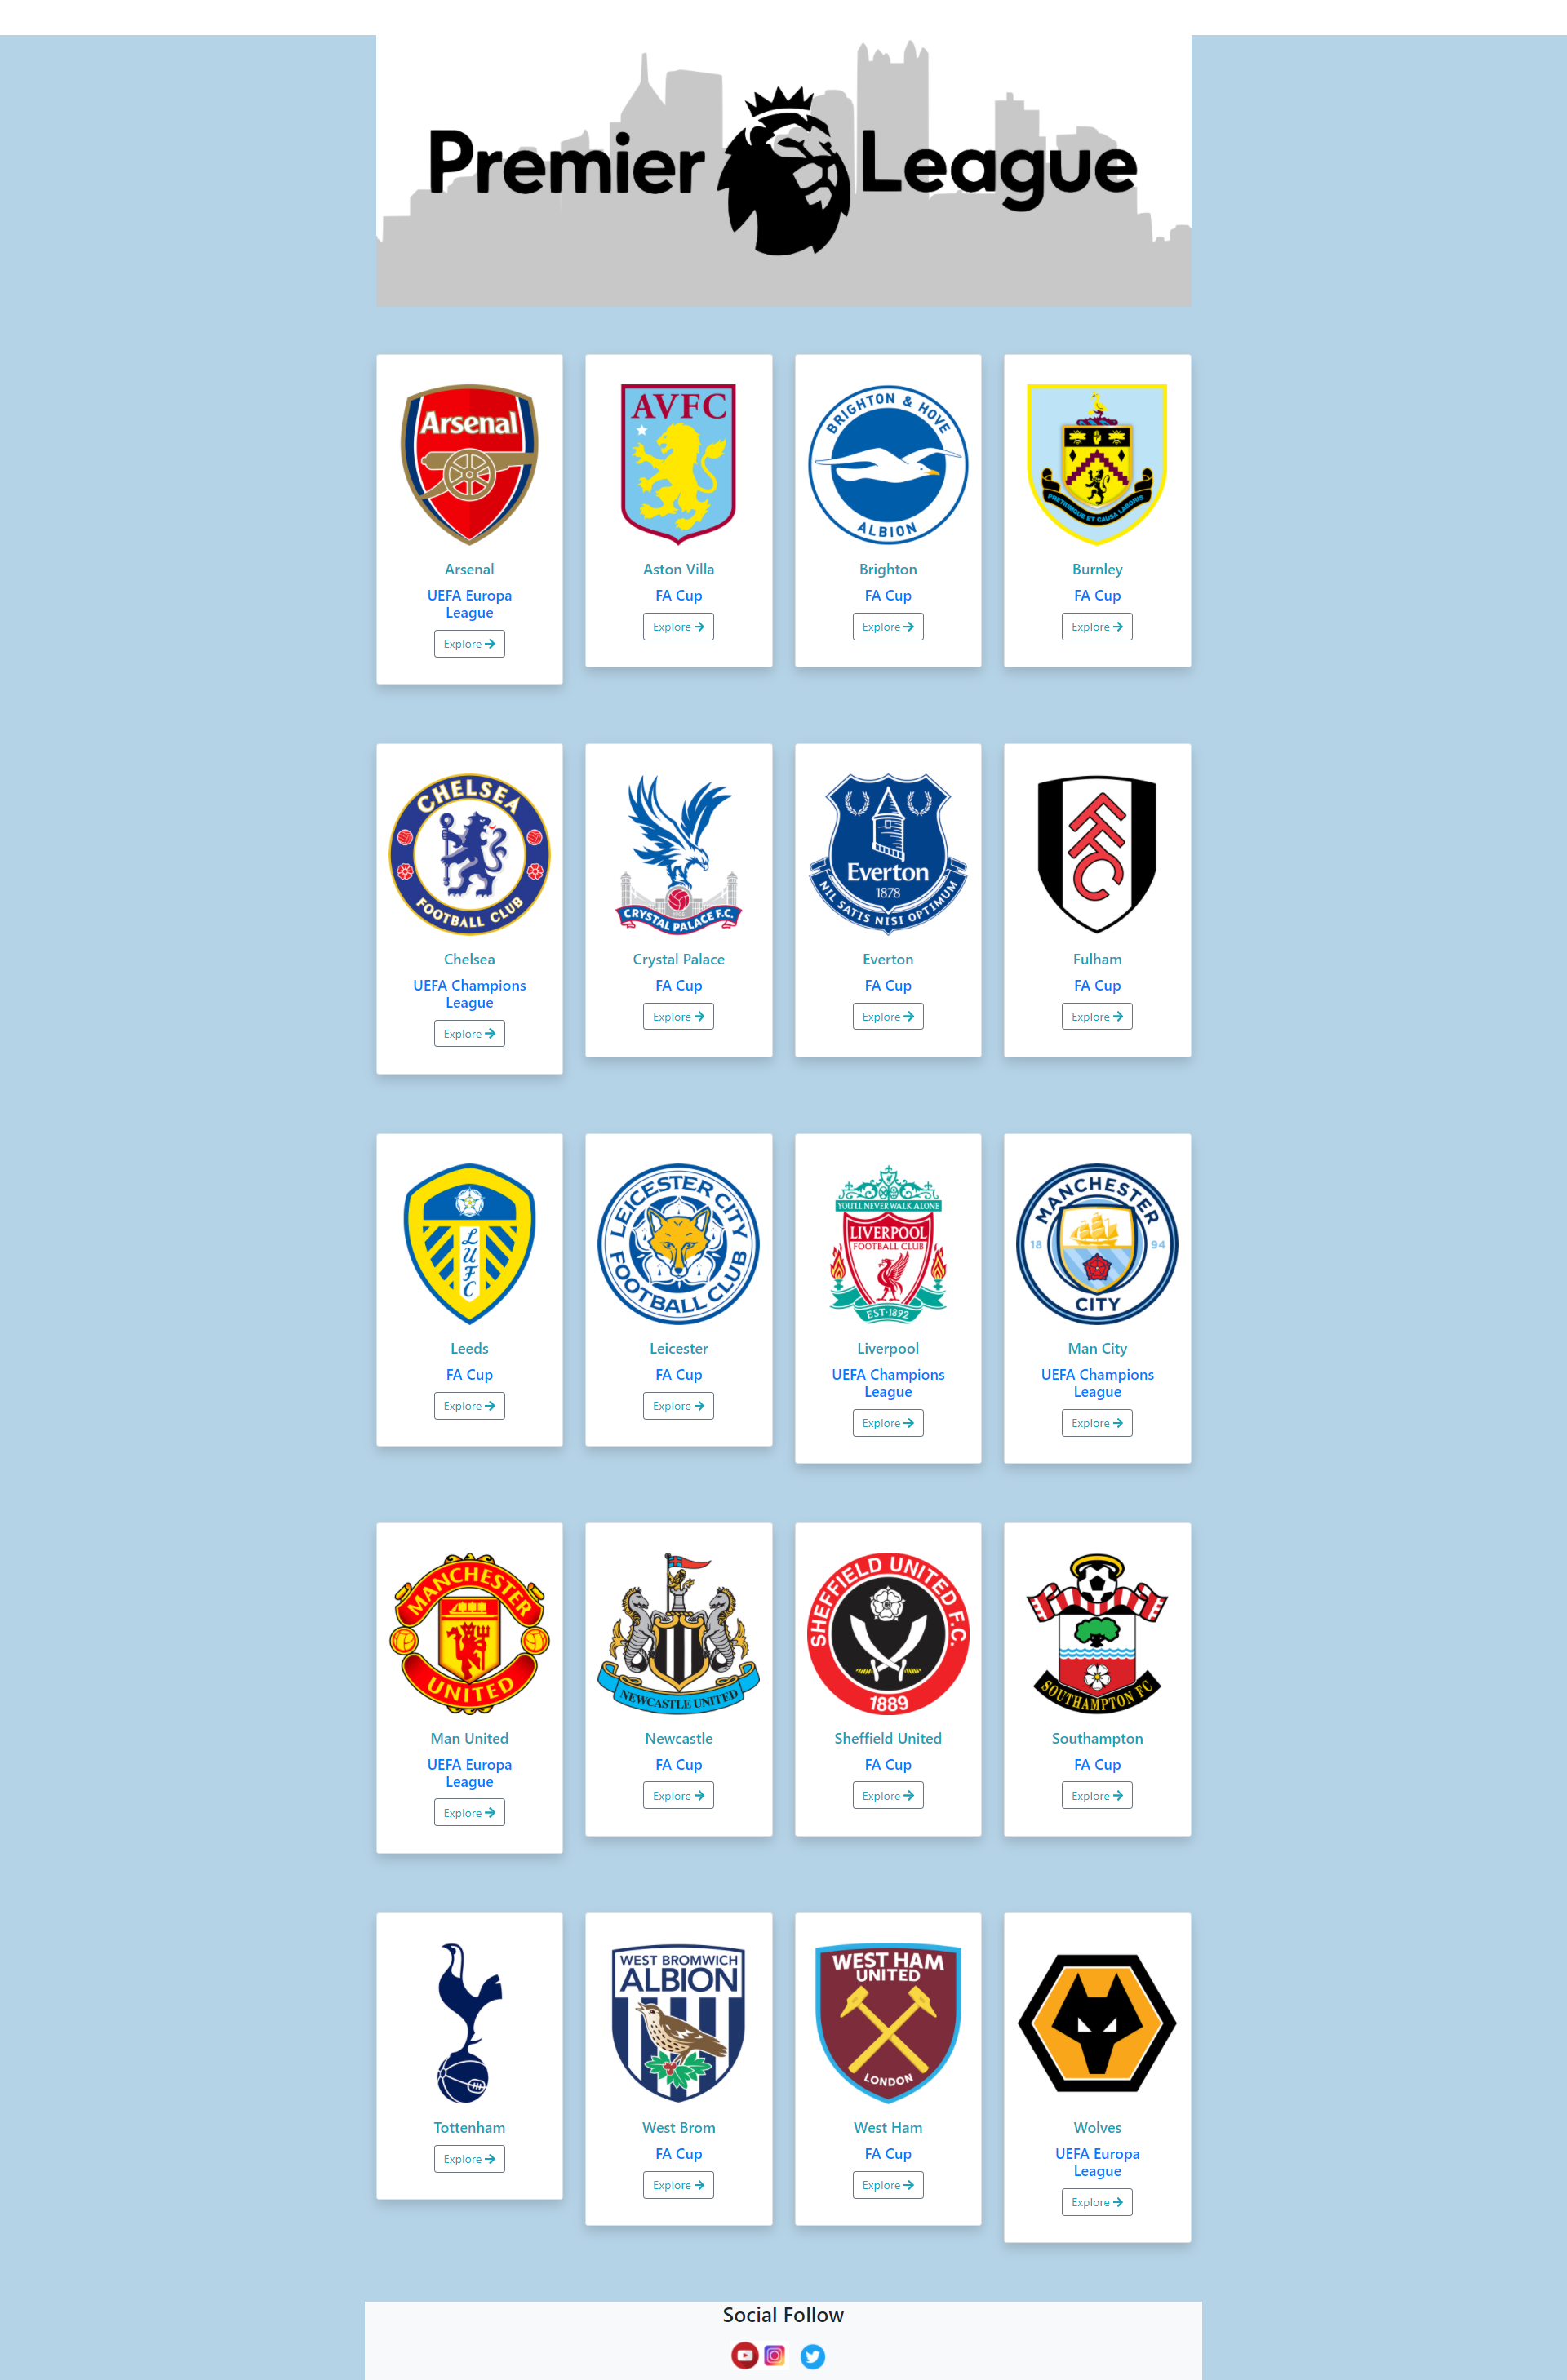 Premier League
Arsenal
Arsenal
UEFA Europa
League
Explore
AVFC
Aston Villa
FA Cup
Explore
BRIGHTON & HOVE
ALBION
Brighton
FA Cup
Explore
PRETIUMQUE ET CAUSA LABORIS
Burnley
FA Cup
Explore
CHELSEA
FOOTBALL CLUB
Chelsea
UEFA Champions
League
Explore
CRYSTAL PALACE F.C.
Crystal Palace
FA Cup
Explore
Everton
1878
NIL SATIS NISI OPTIMUM
Everton
FA Cup
Explore
FFC
Fulham
FA Cup
Explore
LUFC
Leeds
FA Cup
Explore
LEICESTER CITY
FOOTBALL CLUB
Leicester
FA Cup
Explore
YOU'LL NEVER WALK ALONE
LIVERPOOL
FOOTBALL CLUB
EST·1892
Liverpool
UEFA Champions
League
Explore
MANCHESTER
18 94
CITY
Man City
UEFA Champions
League
Explore
MANCHESTER
UNITED
Man United
UEFA Europa
League
Explore
NEWCASTLE UNITED
Newcastle
FA Cup
Explore
SHEFFIELD UNITED F.C.
1889
Sheffield United
FA Cup
Explore
SOUTHAMPTON FC
Southampton
FA Cup
Explore
Tottenham
Explore
WEST BROMWICH
ALBION
West Brom
FA Cup
Explore
WEST HAM
UNITED
LONDON
West Ham
FA Cup
Explore
Wolves
UEFA Europa
League
Explore
Social Follow